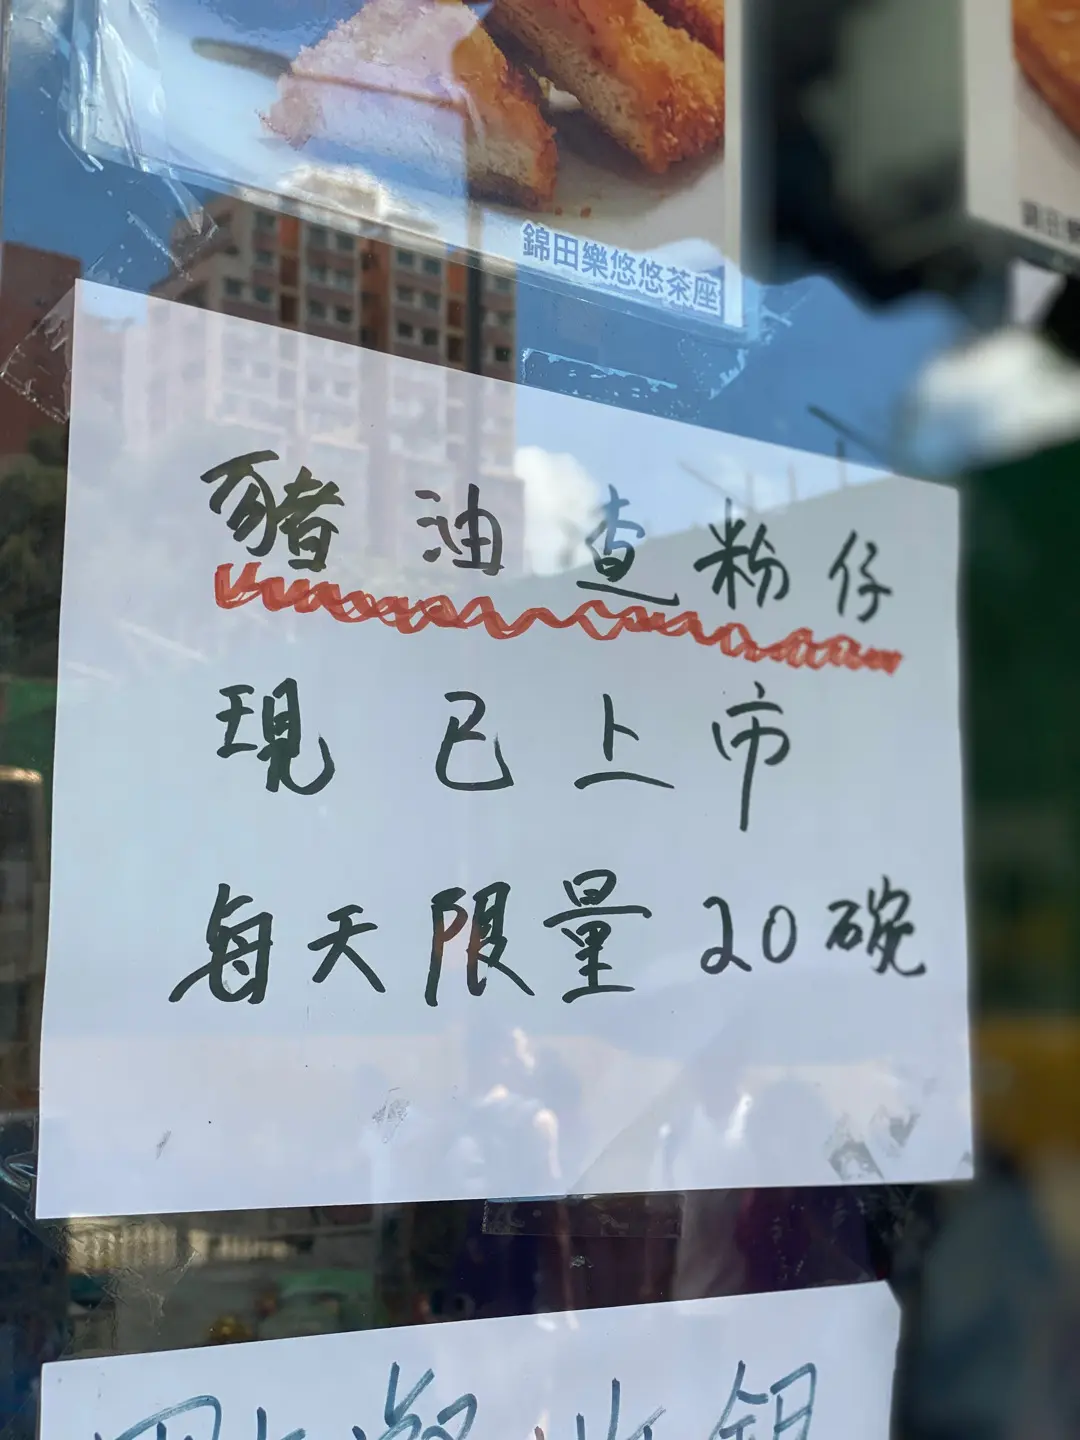 錦田樂悠悠茶座
豬油查粉仔
現已上市
每天限量20碗